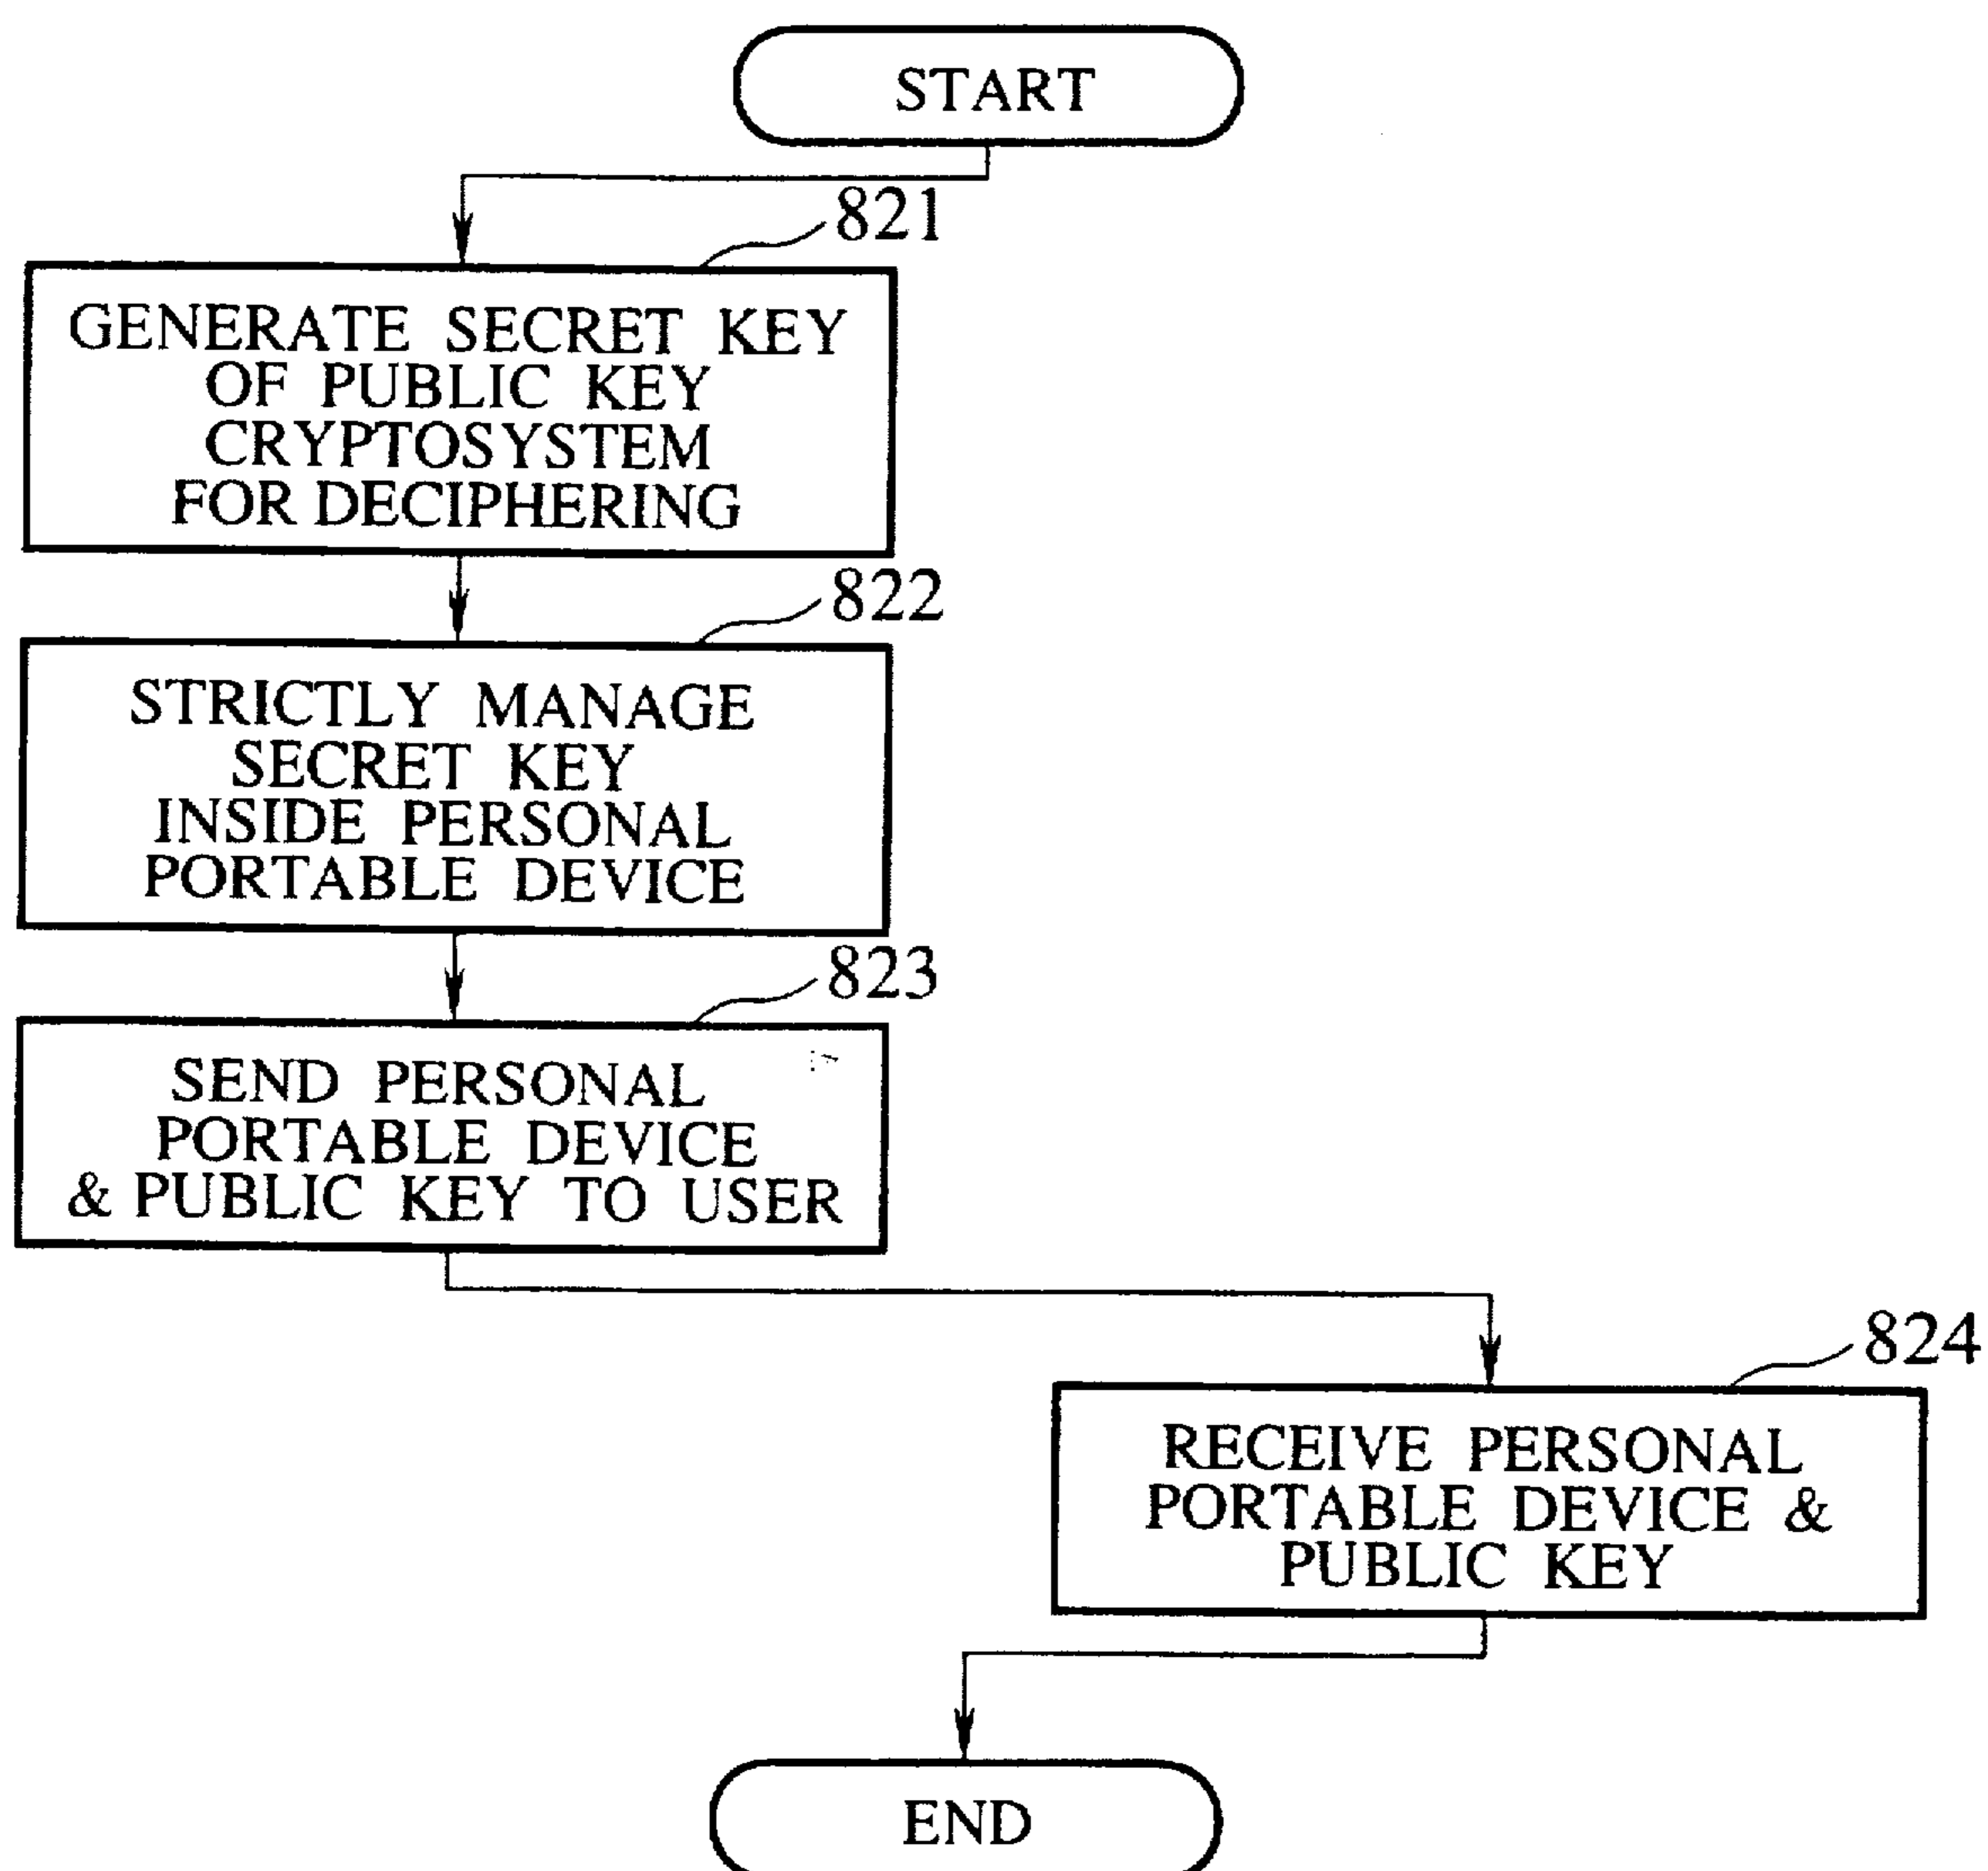 START
821
GENERATE SECRET KEY
OF PUBLIC KEY
CRYPTOSYSTEM
FOR DECIPHERING
822
STRICTLY MANAGE
SECRET KEY
INSIDE PERSONAL
PORTABLE DEVICE
823
SEND PERSONAL
PORTABLE DEVICE
& PUBLIC KEY TO USER
824
RECEIVE PERSONAL
PORTABLE DEVICE &
PUBLIC KEY
END